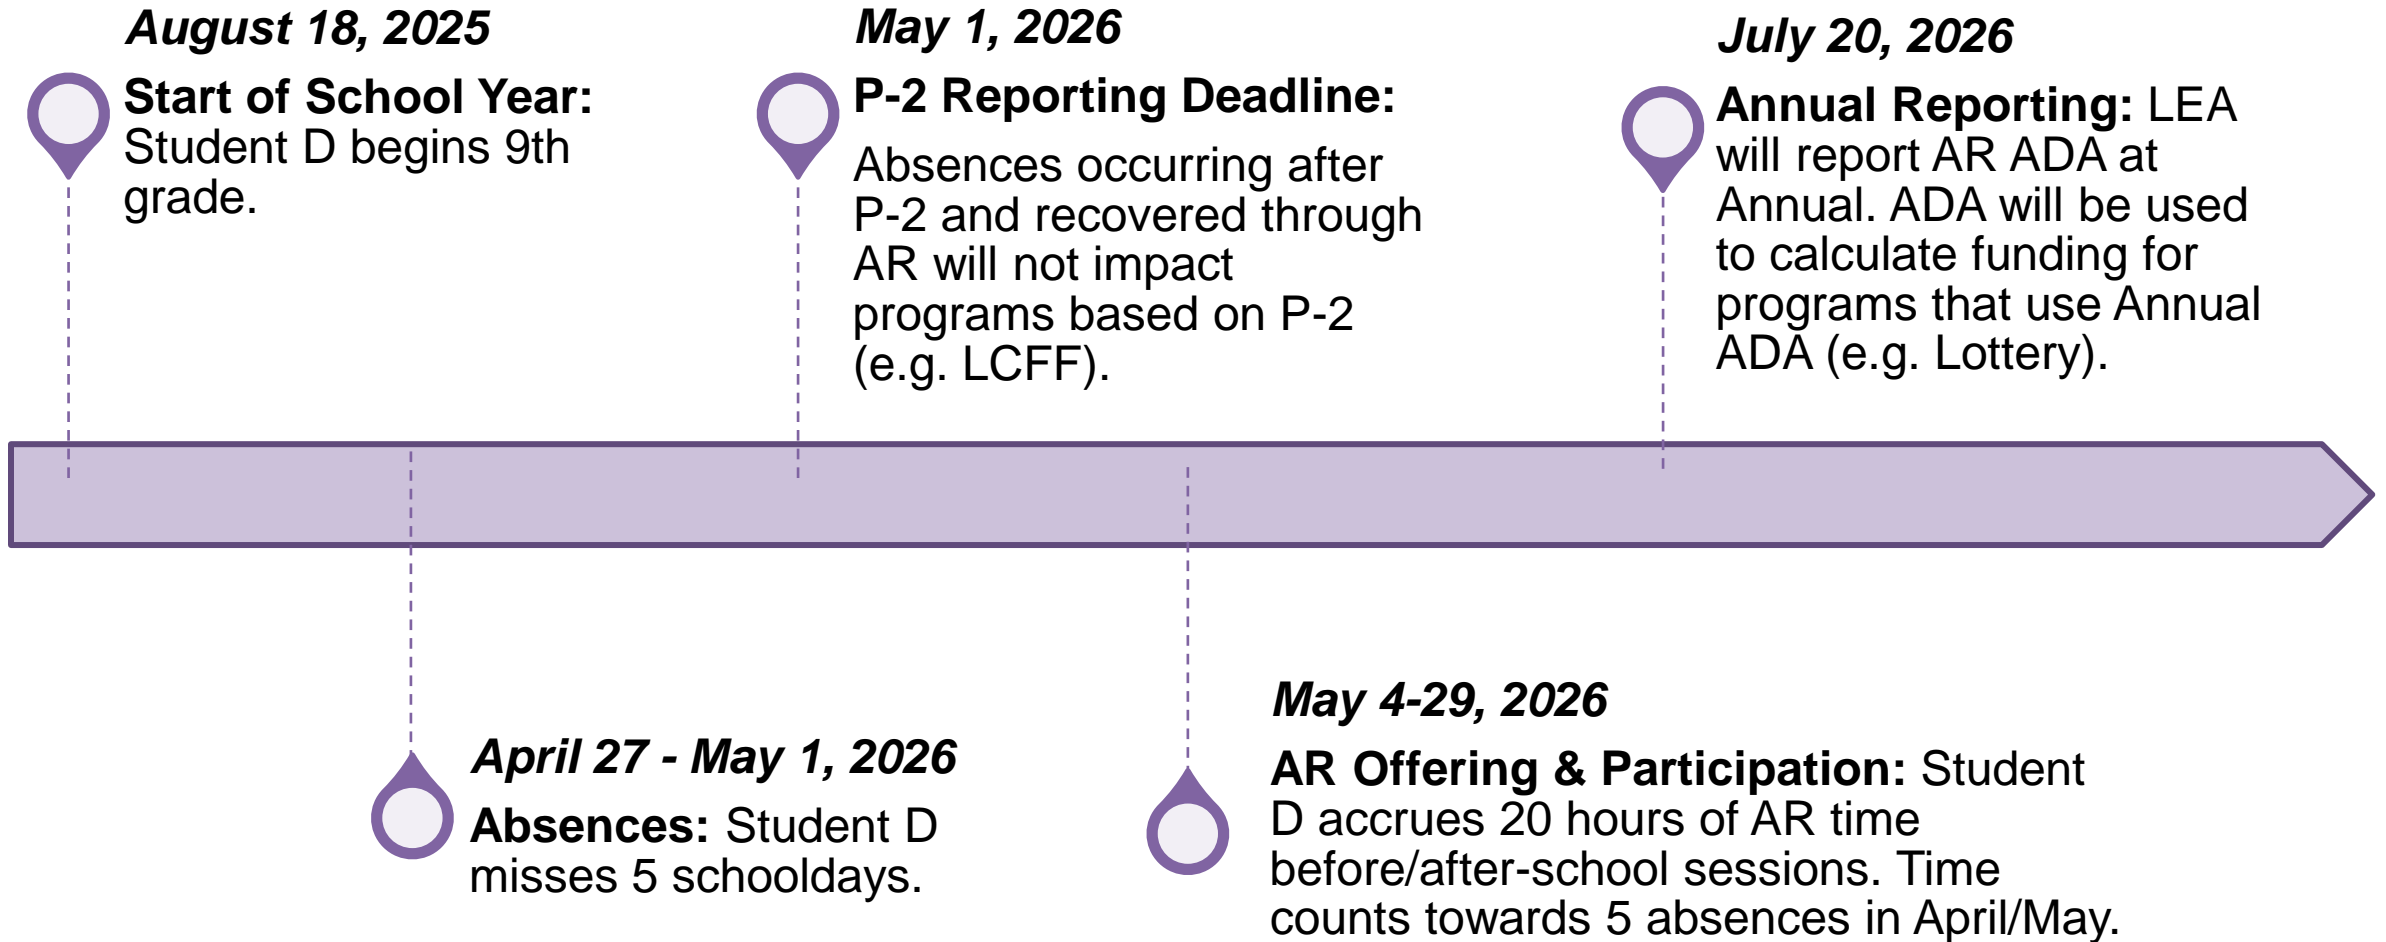 August 18, 2025
Start of School Year:
Student D begins 9th
grade.
May 1, 2026
P-2 Reporting Deadline:
Absences occurring after
P-2 and recovered through
AR will not impact
programs based on P-2
(e.g. LCFF).
July 20, 2026
Annual Reporting: LEA
will report AR ADA at
Annual. ADA will be used
to calculate funding for
programs that use Annual
ADA (e.g. Lottery).
April 27 - May 1, 2026
Absences: Student D
misses 5 schooldays.
May 4-29, 2026
AR Offering & Participation: Student
D accrues 20 hours of AR time
before/after-school sessions. Time
counts towards 5 absences in April/May.